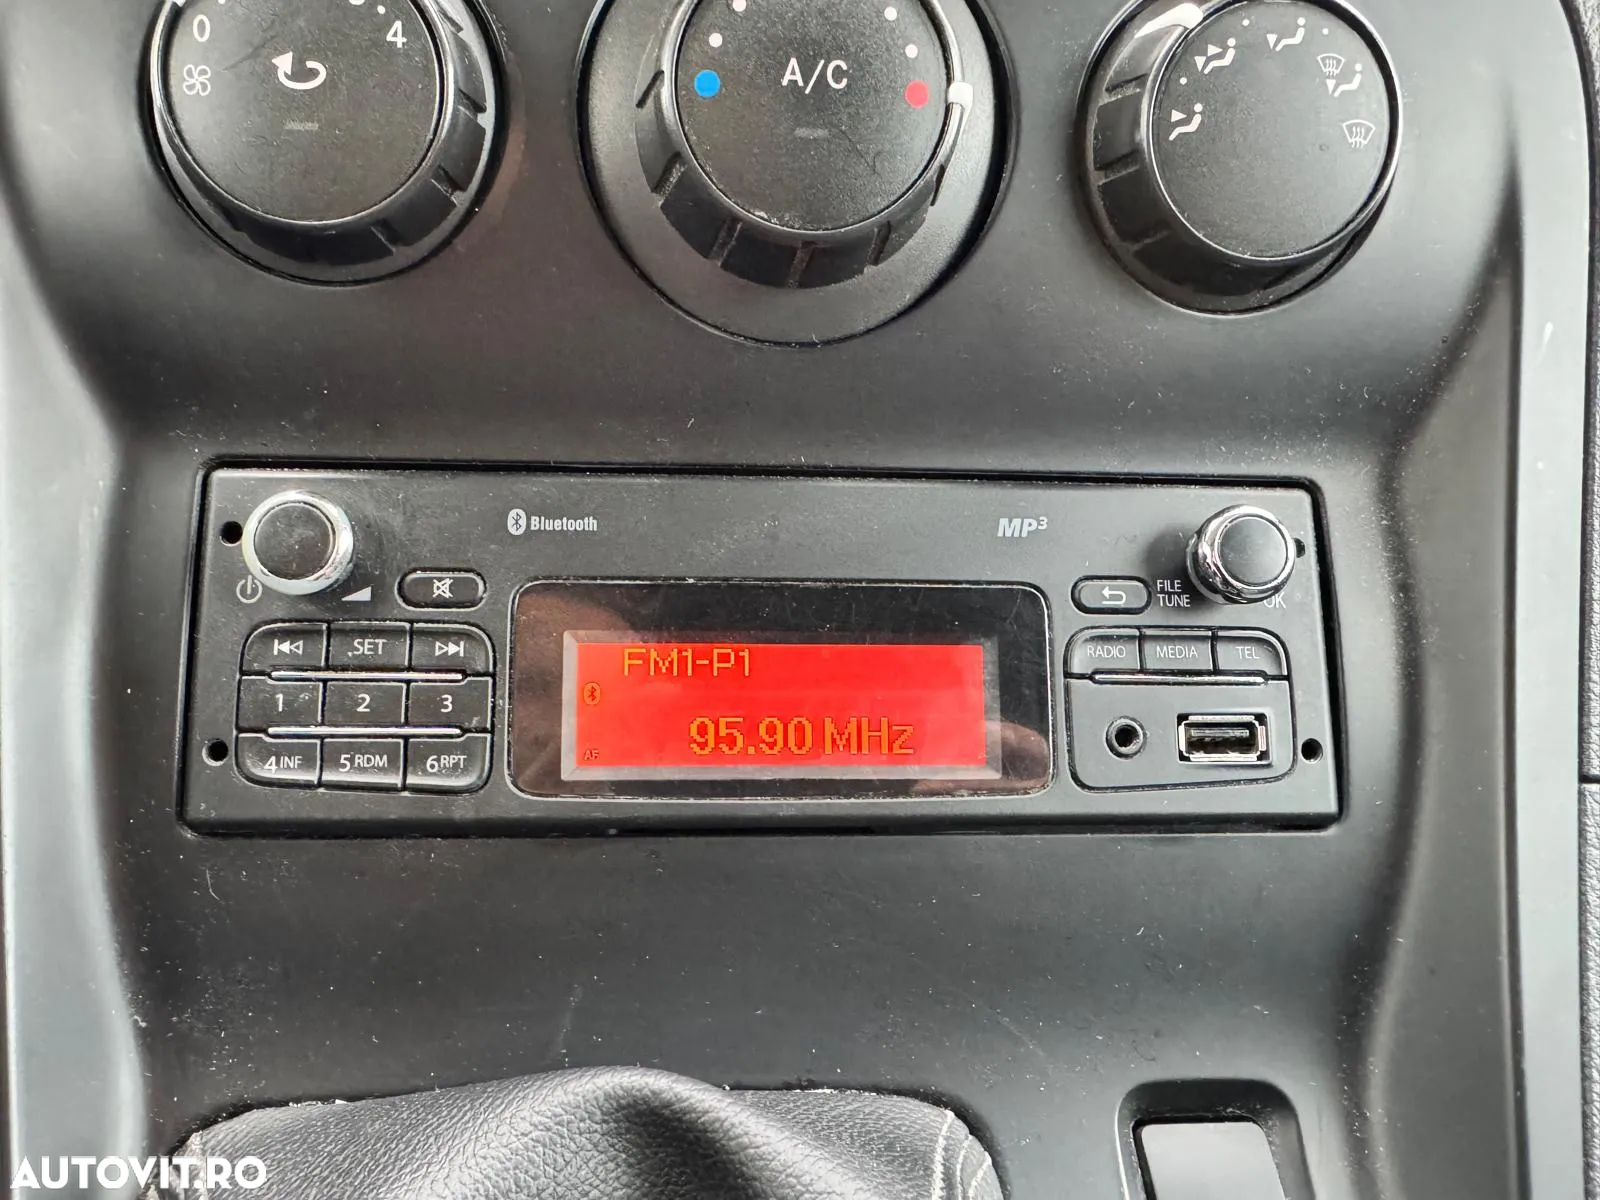 0
4
A/C
Bluetooth
MP3
FILE
TUNE
OK
SET
RADIO
MEDIA
TEL
1
2
3
4INF
5RDM
6RPT
FM1-P1
95.90 MHz
AF
AUTOVIT.RO